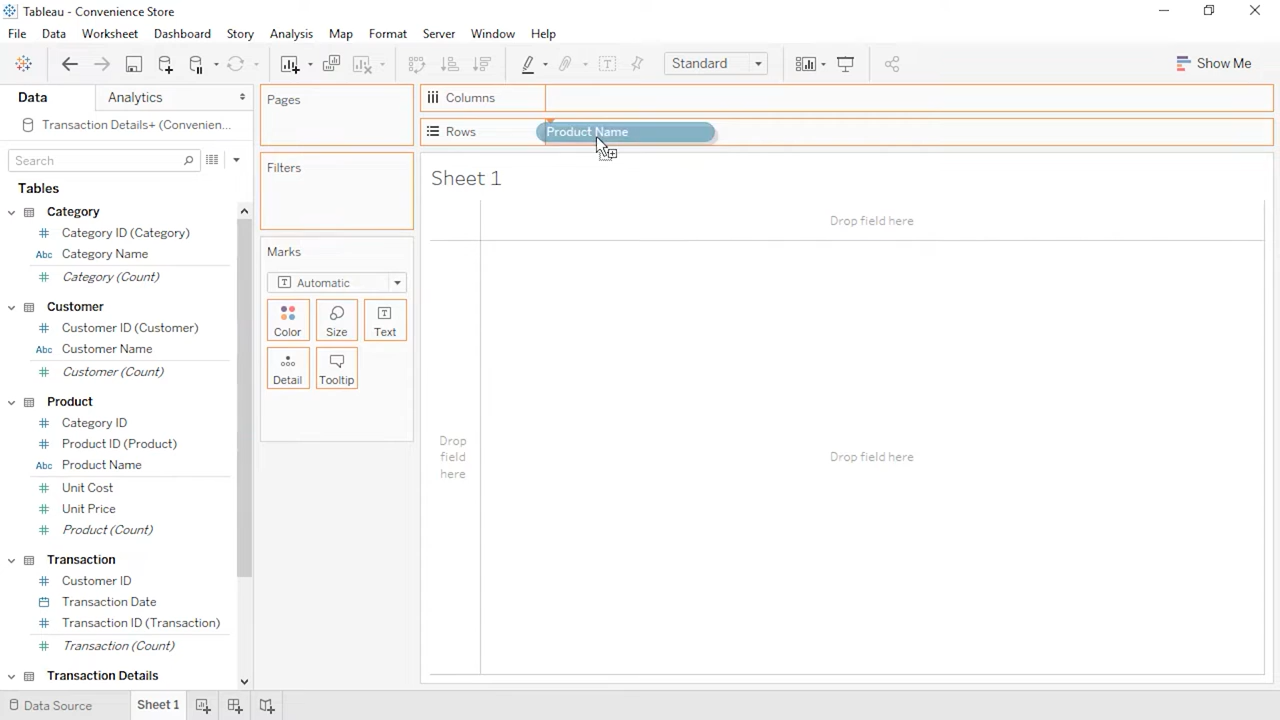 Tableau - Convenience Store
File Data Worksheet Dashboard Story Analysis Map Format Server Window Help
Standard
Show Me
Data
Analytics
Transaction Details+ (Convenien...
Search
Tables
Category
Category ID (Category)
Abc Category Name
Category (Count)
Customer
Customer ID (Customer)
Abc Customer Name
Customer (Count)
Product
Category ID
Product ID (Product)
Abc Product Name
Unit Cost
Unit Price
Product (Count)
Transaction
Customer ID
Transaction Date
Transaction ID (Transaction)
Transaction (Count)
Transaction Details
Pages
Filters
Marks
Automatic
Color
Size
Text
Detail
Tooltip
Columns
Rows
Product Name
Sheet 1
Drop field here
Drop
field
here
Drop field here
Data Source
Sheet 1